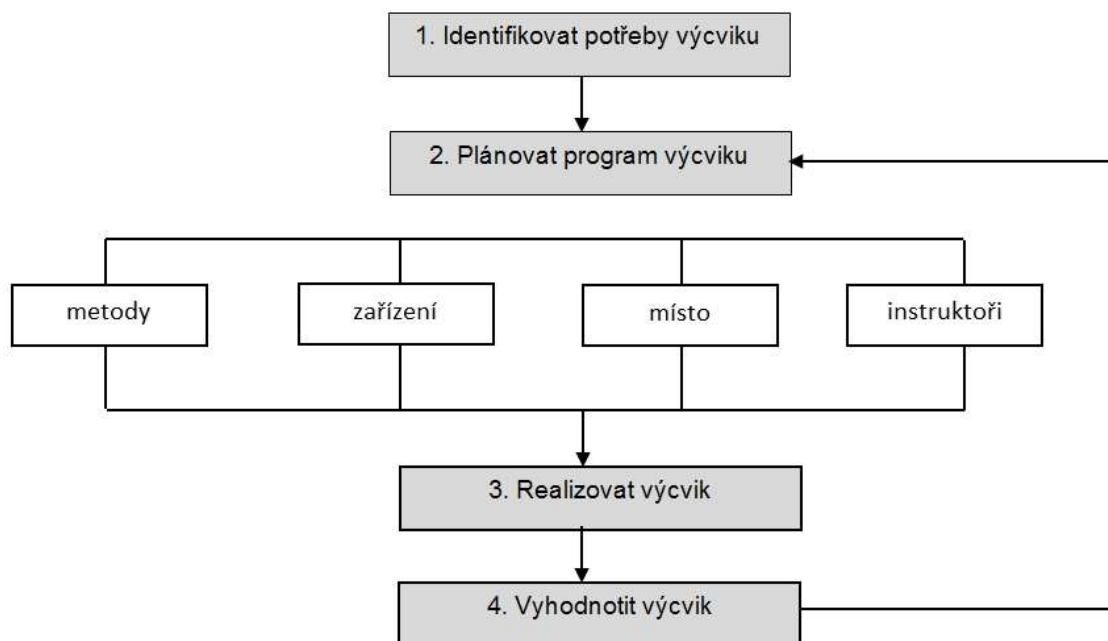 1. Identifikovat potřeby výcviku
2. Plánovat program výcviku
metody
zařízení
místo
instruktoři
3. Realizovat výcvik
4. Vyhodnotit výcvik